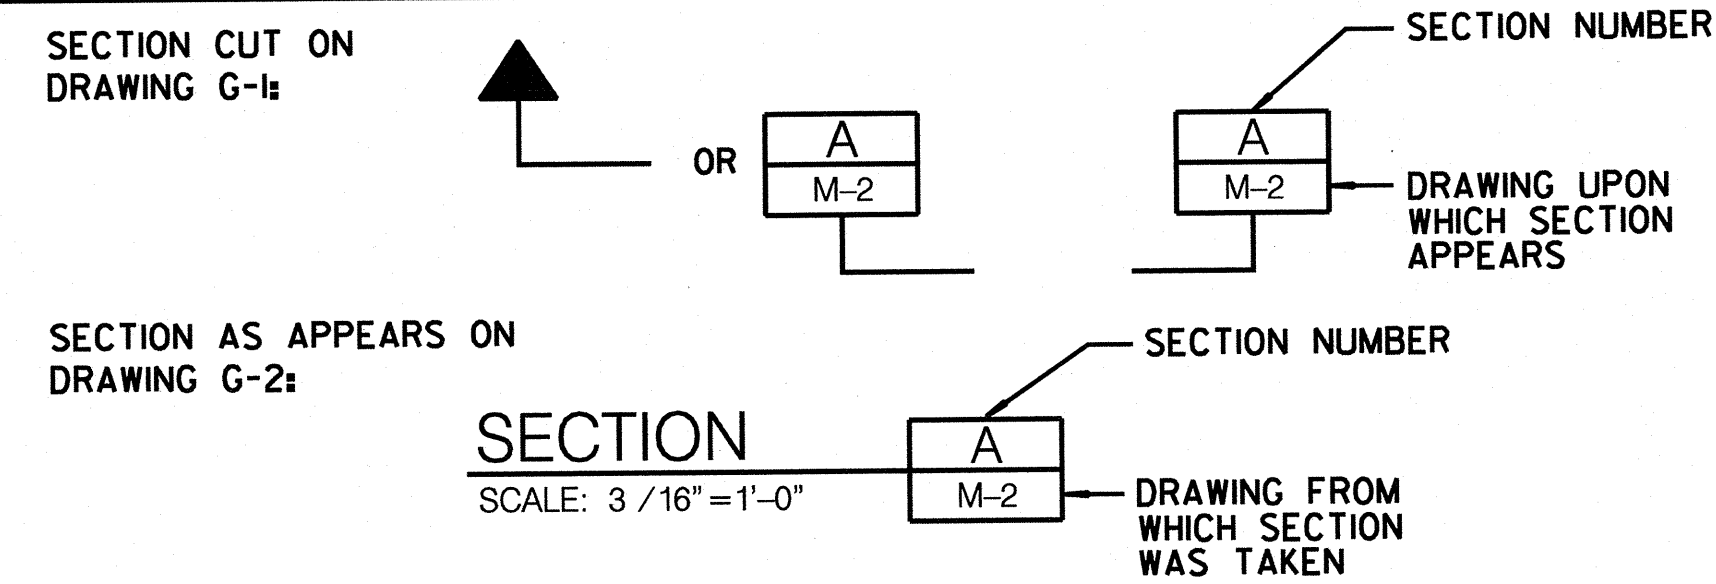 SECTION CUT ON
DRAWING G-1:
SECTION NUMBER
A
M-2
OR
A
M-2
DRAWING UPON
WHICH SECTION
APPEARS
SECTION AS APPEARS ON
DRAWING G-2:
SECTION NUMBER
SECTION
SCALE: 3 /16"=1'-0"
A
M-2
DRAWING FROM
WHICH SECTION
WAS TAKEN